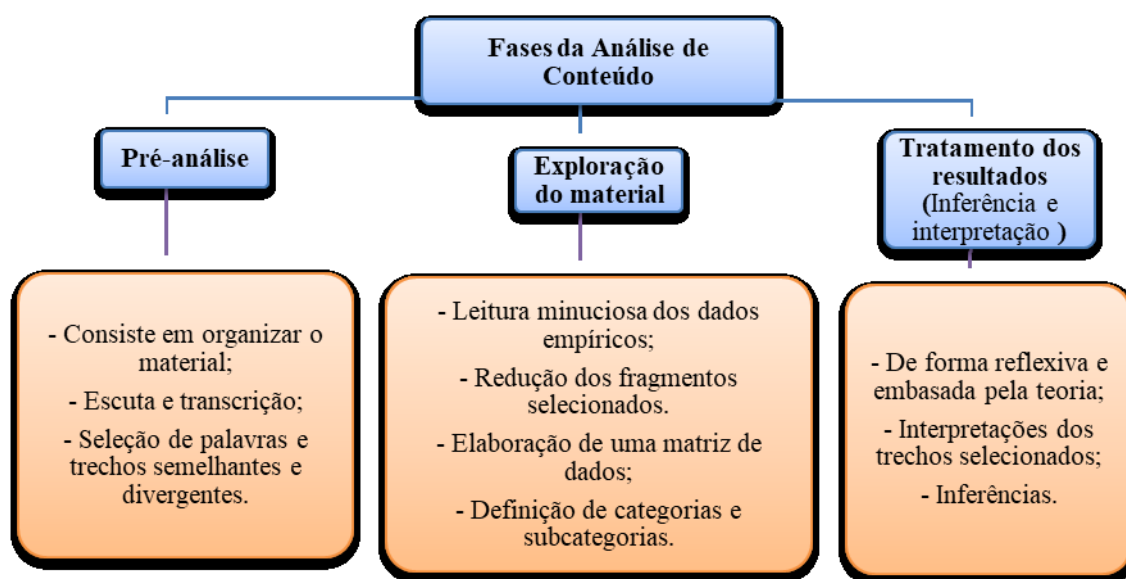 Fases da Análise de
Conteúdo
Pré-análise
- Consiste em organizar o
material;
- Escuta e transcrição;
- Seleção de palavras e
trechos semelhantes e
divergentes.
Exploração
do material
- Leitura minuciosa dos dados
empíricos;
- Redução dos fragmentos
selecionados.
- Elaboração de uma matriz de
dados;
- Definição de categorias e
subcategorias.
Tratamento dos
resultados
(Inferência e
interpretação )
- De forma reflexiva e
embasada pela teoria;
- Interpretações dos
trechos selecionados;
- Inferências.